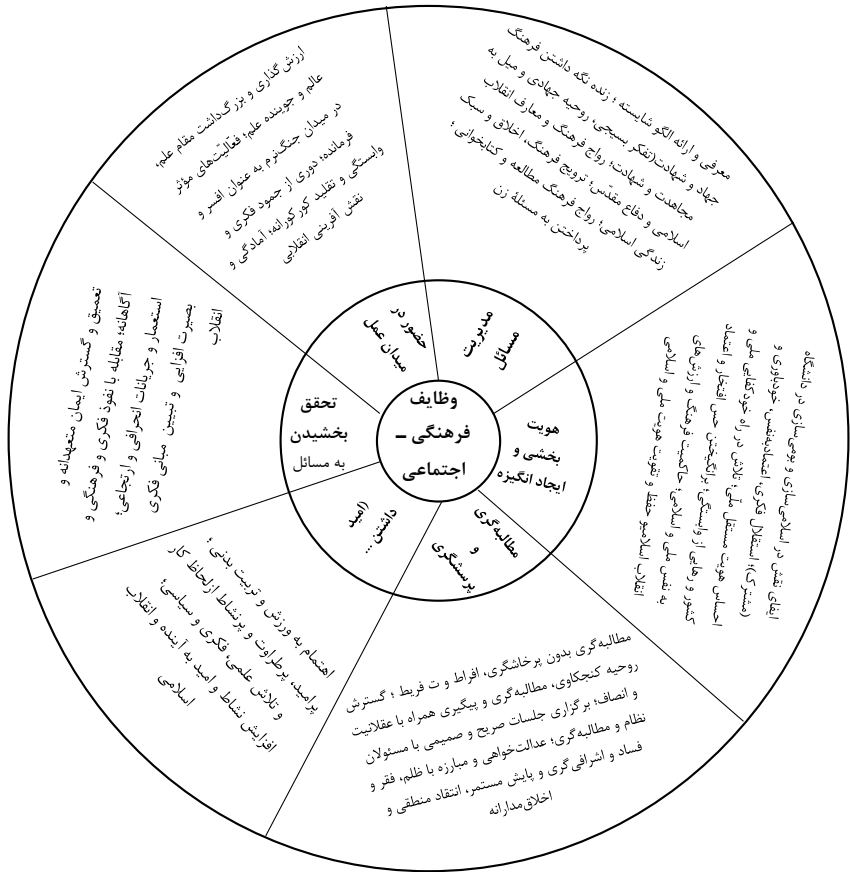 وظایف
فرهنگی –
اجتماعی
مدیریت
مسائل
معرفی و ارائه الگو شایسته ؛ زنده نگه داشتن فرهنگ
جهاد و شهادت(تفکر بسیجی، روحیه جهادی و میل به
مجاهدت و شهادت؛ رواج فرهنگ و معارف انقلاب
اسلامی و دفاع مقدّس؛ ترویج فرهنگ، اخلاق و سبک
زندگی اسلامی؛ رواج فرهنگ مطالعه و کتابخوانی ؛
پرداختن به مسئلهٔ زن
هویت
بخشی و
ایجاد انگیزه
ایفای نقش در اسلامی‌سازی و بومی‌سازی در دانشگاه
(مشترک)؛ استقلال فکری، اعتمادبه‌نفس، خودباوری و
احساس هویت مستقل ملّی؛ تلاش در راه خودکفایی ملی و
کشور و رهایی از وابستگی؛ برانگیختن حس افتخار و اعتماد
به نفس ملی و اسلامی؛ حاکمیت فرهنگ و ارزش‌های
انقلاب اسلامیو حفظ و تقویت هویت ملی و اسلامی
مطالبه‌گری
و
پرسشگری
مطالبه‌گری بدون پرخاشگری، افراط و ت فریط ؛ گسترش
روحیه کنجکاوی، مطالبه‌گری و پیگیری همراه با عقلانیت
و انصاف؛ برگزاری جلسات صریح و صمیمی با مسئولان
نظام و مطالبه‌گری؛ عدالت‌خواهی و مبارزه با ظلم، فقر و
فساد و اشرافی‌گری و پایش مستمر، انتقاد منطقی و
اخلاق‌مدارانه
(امید
داشتن ...
اهتمام به ورزش و تربیت بدنی ؛
پرامید، پرطراوت و پرنشاط ازلحاظ کار
و تلاش علمی، فکری و سیاسی؛
افزایش نشاط و امید به آینده و انقلاب
اسلامی
تحقق
بخشیدن
به مسائل
تعمیق و گسترش ایمان متعهدانه و
آگاهانه؛ مقابله با نفوذ فکری و فرهنگی و
استعمار و جریانات انحرافی و ارتجاعی؛
بصیرت افزایی و تبیین مبانی فکری
انقلاب
حضور در
میدان عمل
ارزش گذاری و بزرگ‌داشت مقام علم،
عالم و جوینده علم؛ فعالیّت‌های مؤثر
در میدان جنگ‌نرم به عنوان افسر و
فرمانده؛ دوری از جمود فکری و
وابستگی و تقلید کورکورانه؛ آمادگی و
نقش آفرینی انقلابی